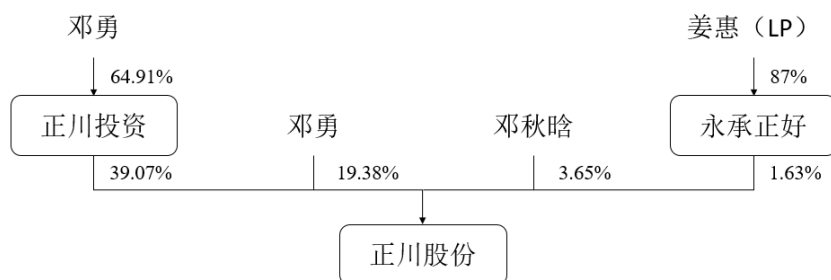 邓勇
姜惠（LP）
64.91%
87%
正川投资
邓勇
邓秋晗
永承正好
39.07%
19.38%
3.65%
1.63%
正川股份